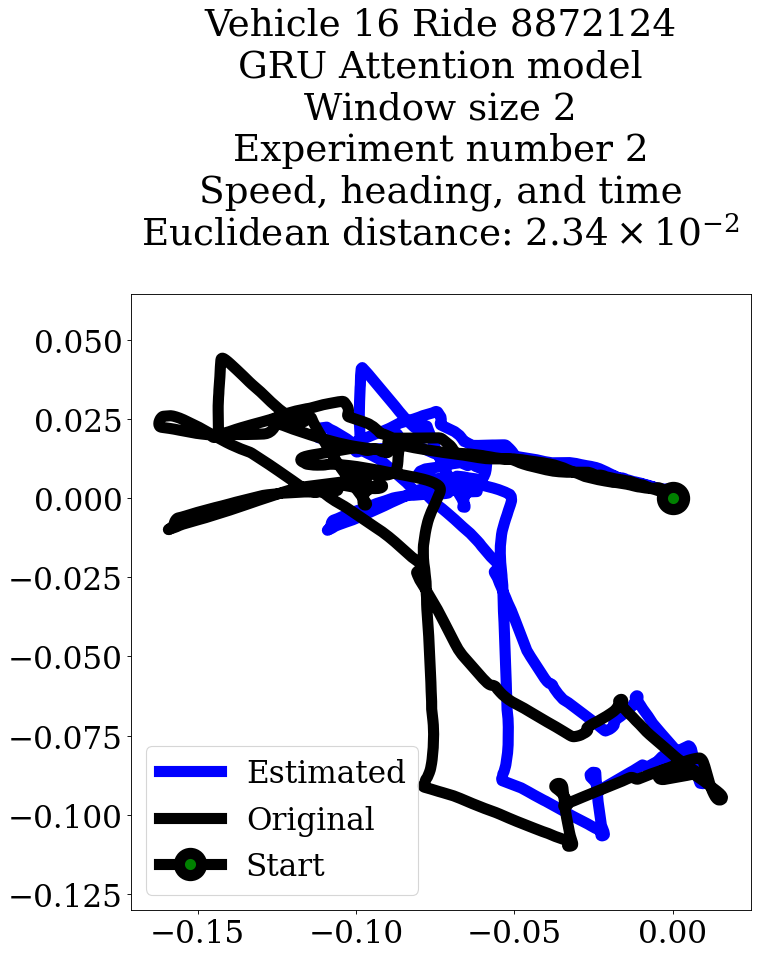 Vehicle 16 Ride 8872124
GRU Attention model
Window size 2
Experiment number 2
Speed, heading, and time
Euclidean distance: 2.34 × 10⁻²
0.050
0.025
0.000
−0.025
−0.050
−0.075
−0.100
−0.125
Estimated
Original
Start
−0.15
−0.10
−0.05
0.00